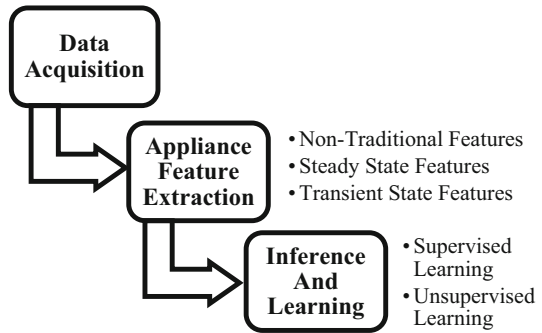 Data
Acquisition
Appliance
Feature
Extraction
• Non-Traditional Features
• Steady State Features
• Transient State Features
Inference
And
Learning
• Supervised
Learning
• Unsupervised
Learning